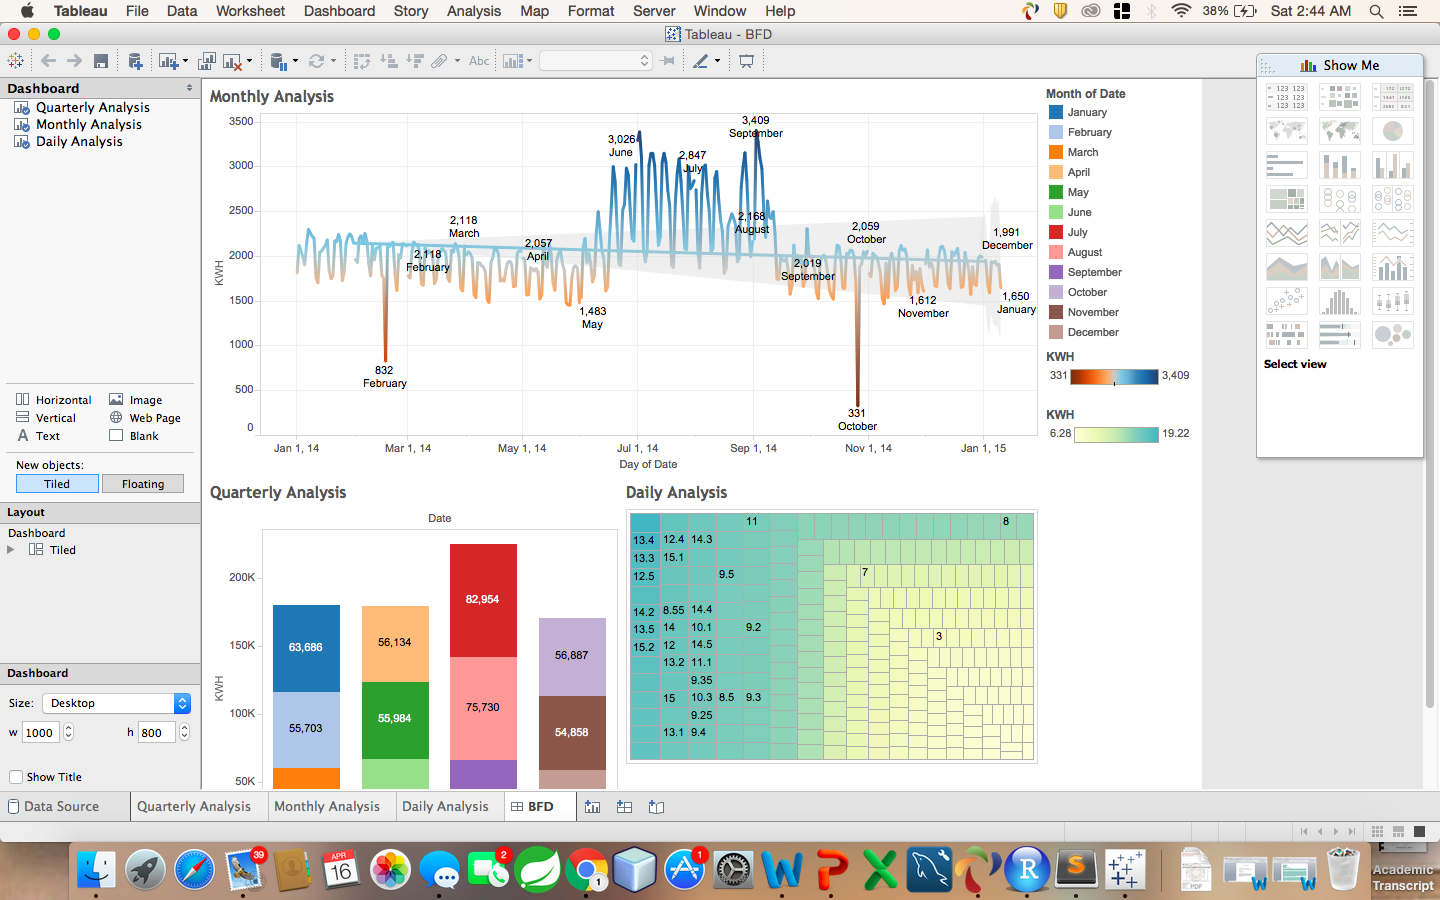 Tableau File Data Worksheet Dashboard Story Analysis Map Format Server Window Help 38% Sat 2:44 AM
Tableau - BFD
Abc
Show Me
Dashboard
Quarterly Analysis
Monthly Analysis
Daily Analysis
Horizontal Image
Vertical Web Page
A Text Blank
New objects:
Tiled Floating
Layout
Dashboard
Tiled
Dashboard
Size: Desktop
w 1000 h 800
Show Title
Monthly Analysis
KWH
3500
3000
2500
2000
1500
1000
500
0
3,409
September
3,026
June
2,847
July
2,118
March
2,118
February
2,057
April
2,168
August
2,059
October
2,019
September
1,991
December
1,483
May
1,612
November
1,650
January
832
February
331
October
Jan 1, 14 Mar 1, 14 May 1, 14 Jul 1, 14 Sep 1, 14 Nov 1, 14 Jan 1, 15
Day of Date
Month of Date
January
February
March
April
May
June
July
August
September
October
November
December
KWH
331 3,409
KWH
6.28 19.22
Select view
Quarterly Analysis
Date
KWH
200K
150K
100K
50K
63,686
55,703
56,134
55,984
82,954
75,730
56,887
54,858
Daily Analysis
11 8
13.4 12.4 14.3
13.3 15.1
12.5 9.5 7
14.2 8.55 14.4
13.5 14 10.1 9.2
3
15.2 12 14.5
13.2 11.1
9.35
15 10.3 8.5 9.3
9.25
13.1 9.4
Data Source Quarterly Analysis Monthly Analysis Daily Analysis BFD
39
APR
16
2
1
1
PDF
Academic
Transcript